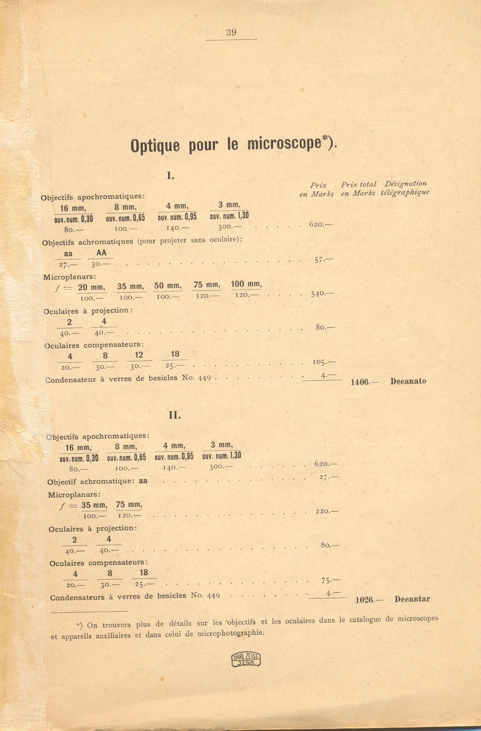 39
Optique pour le microscope*).
I.
Prix Prix total Désignation
en Marks en Marks télégraphique
Objectifs apochromatiques:
16 mm, 8 mm, 4 mm, 3 mm,
ouv. num. 0,30 ouv. num. 0,65 ouv. num. 0,95 ouv. num. 1,30
80.— 100.— 140.— 300.— . . . . . 620.—
Objectifs achromatiques (pour projeter sans oculaire):
aa AA
27.— 30.— . . . . . . . . . . . . . . . . 57.—
Microplanars:
f = 20 mm, 35 mm, 50 mm, 75 mm, 100 mm,
100.— 100.— 100.— 120.— 120.— . . . . 540.—
Oculaires à projection:
2 4
40.— 40.— . . . . . . . . . . . . . . . . 80.—
Oculaires compensateurs:
4 8 12 18
20.— 30.— 30.— 25.— . . . . . . . . . . 105.—
Condensateur à verres de besicles No. 449 . . . . . . . . 4.—
1406.— Decanato
II.
Objectifs apochromatiques:
16 mm, 8 mm, 4 mm, 3 mm,
ouv. num. 0,30 ouv. num. 0,65 ouv. num. 0,95 ouv. num. 1,30
80.— 100.— 140.— 300.— . . . . . 620.—
Objectif achromatique: aa . . . . . . . . . . . . 27.—
Microplanars:
f = 35 mm, 75 mm,
100.— 120.— . . . . . . . . . . . . . . 220.—
Oculaires à projection:
2 4
40.— 40.— . . . . . . . . . . . . . . . . 80.—
Oculaires compensateurs:
4 8 18
20.— 30.— 25.— . . . . . . . . . . . . . 75.—
Condensateurs à verres de besicles No. 449 . . . . . . . 4.—
1026.— Decantar
*) On trouvera plus de détails sur les objectifs et les oculaires dans le catalogue de microscopes
et appareils auxiliaires et dans celui de microphotographie.
CARL ZEISS
JENA